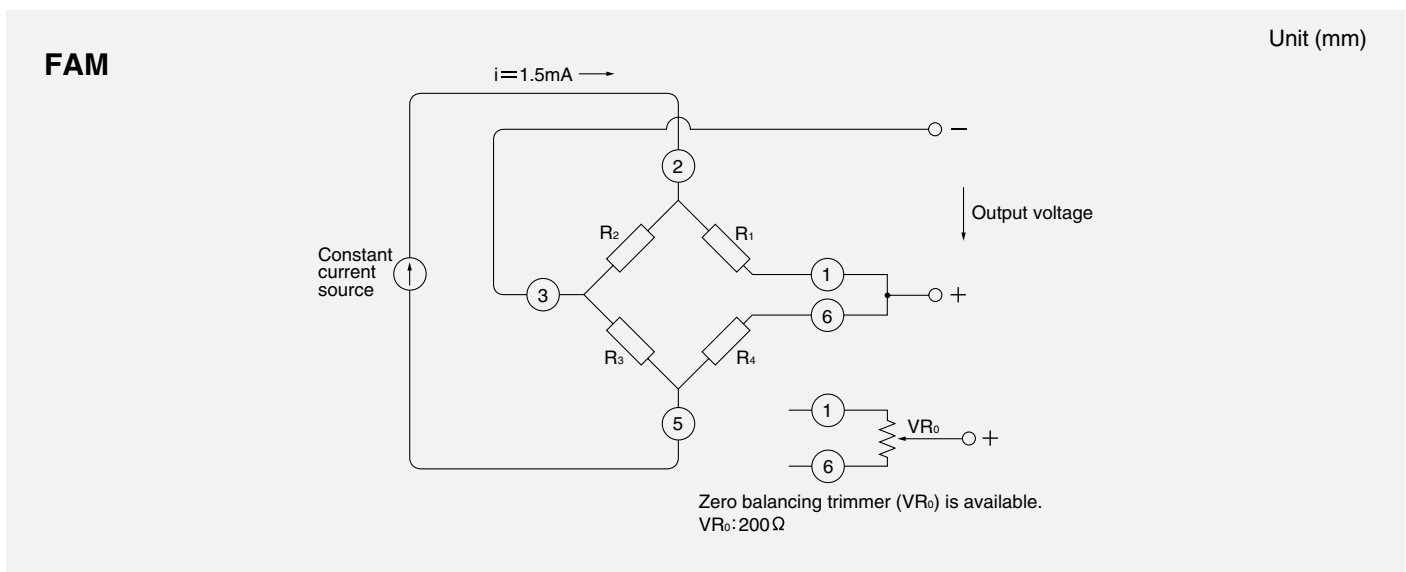 Unit (mm)
FAM
i=1.5mA
−
2
Output voltage
R₂
R₁
Constant
current
source
1
3
+
6
R₃
R₄
1
5
VR₀
+
6
Zero balancing trimmer (VR₀) is available.
VR₀:200Ω